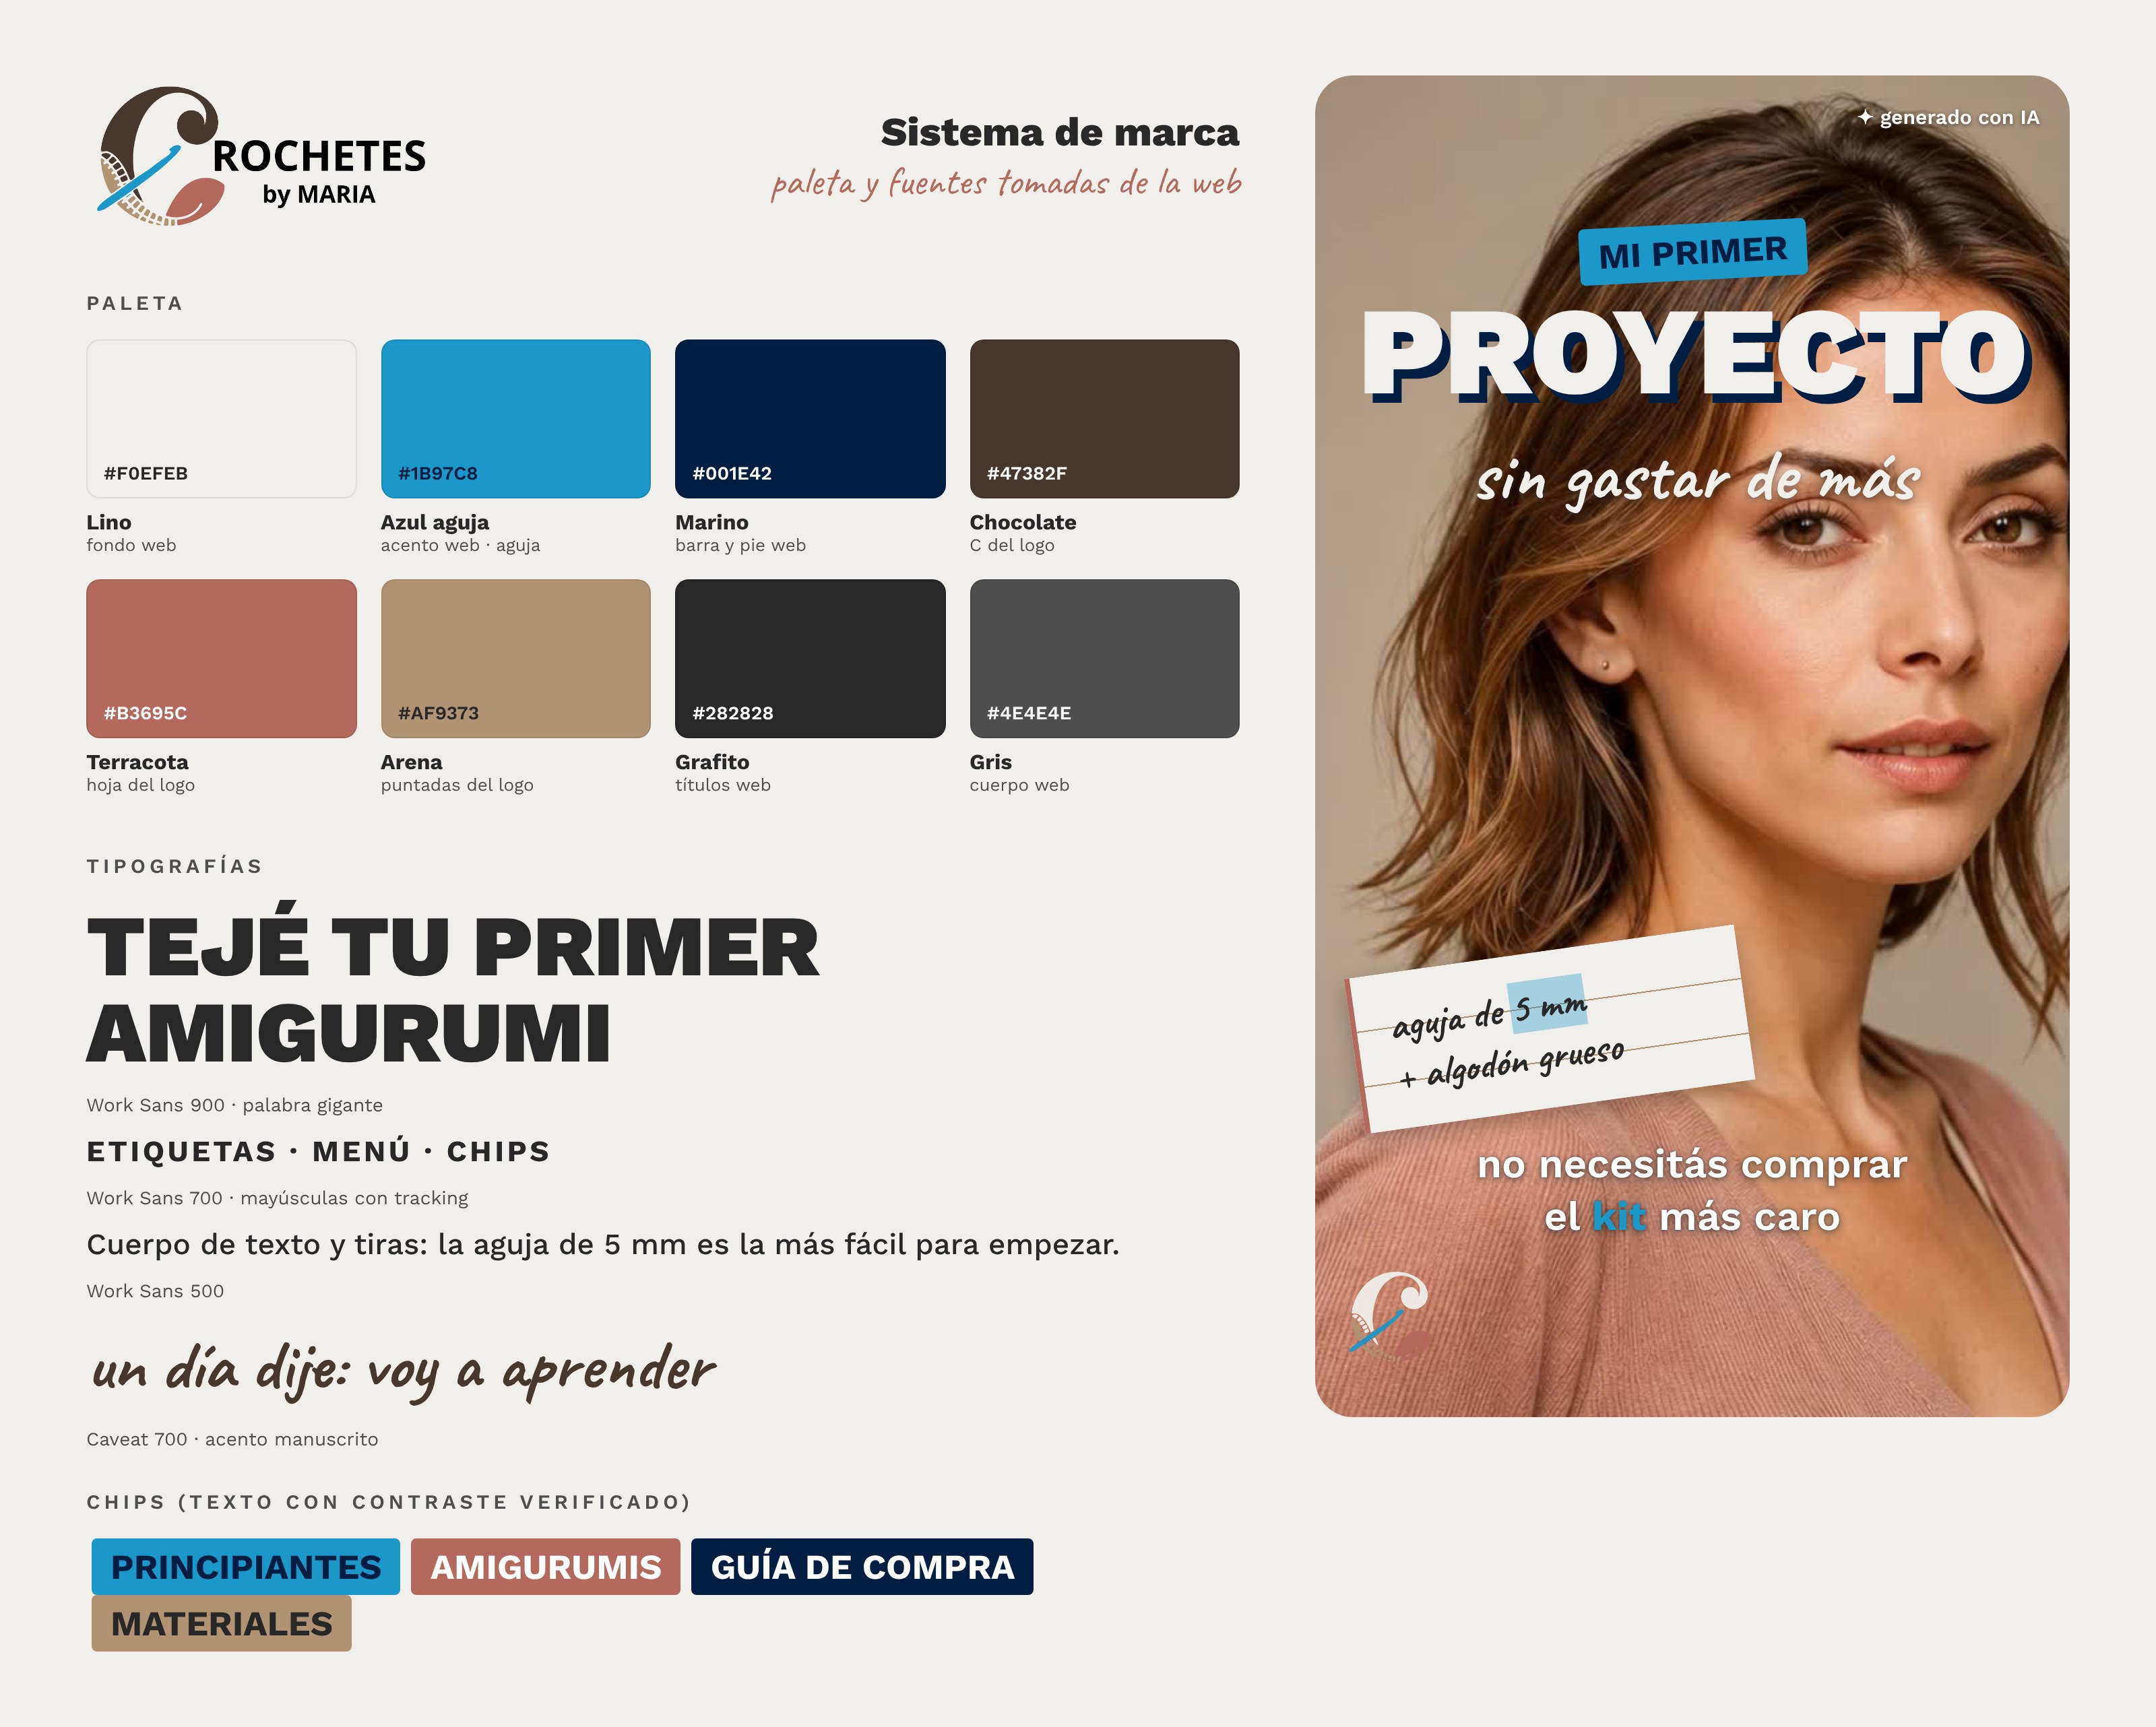 CROCHETES
by MARIA
Sistema de marca
paleta y fuentes tomadas de la web
PALETA
#F0EFEB
#1B97C8
#001E42
#47382F
Lino
fondo web
Azul aguja
acento web · aguja
Marino
barra y pie web
Chocolate
C del logo
#B3695C
#AF9373
#282828
#4E4E4E
Terracota
hoja del logo
Arena
puntadas del logo
Grafito
títulos web
Gris
cuerpo web
TIPOGRAFÍAS
TEJÉ TU PRIMER
AMIGURUMI
Work Sans 900 · palabra gigante
ETIQUETAS · MENÚ · CHIPS
Work Sans 700 · mayúsculas con tracking
Cuerpo de texto y tiras: la aguja de 5 mm es la más fácil para empezar.
Work Sans 500
un día dije: voy a aprender
Caveat 700 · acento manuscrito
CHIPS (TEXTO CON CONTRASTE VERIFICADO)
PRINCIPIANTES
AMIGURUMIS
GUÍA DE COMPRA
MATERIALES
✦ generado con IA
MI PRIMER
PROYECTO
sin gastar de más
aguja de 5 mm
+ algodón grueso
no necesitás comprar
el kit más caro
C